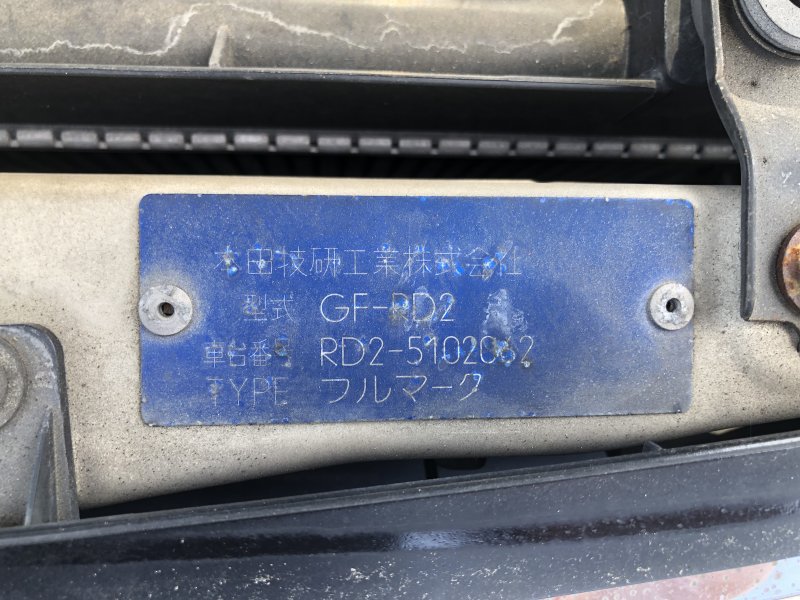 本田技研工業株式会社
型式 GF-RD2
車台番号 RD2-5102062
TYPE フルマーク